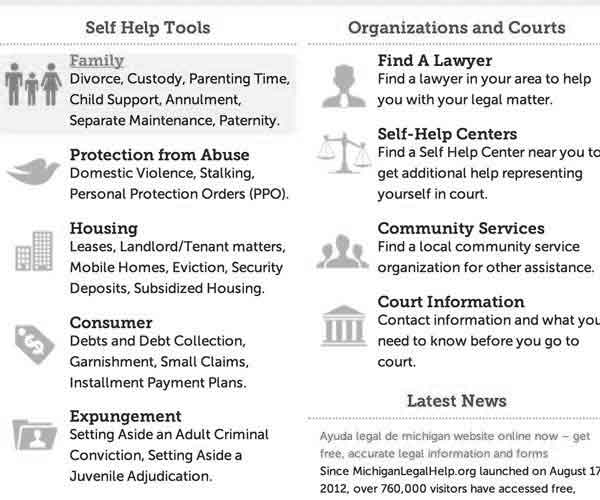 Self Help Tools
Family
Divorce, Custody, Parenting Time,
Child Support, Annulment,
Separate Maintenance, Paternity.
Protection from Abuse
Domestic Violence, Stalking,
Personal Protection Orders (PPO).
Housing
Leases, Landlord/Tenant matters,
Mobile Homes, Eviction, Security
Deposits, Subsidized Housing.
Consumer
Debts and Debt Collection,
Garnishment, Small Claims,
Installment Payment Plans.
Expungement
Setting Aside an Adult Criminal
Conviction, Setting Aside a
Juvenile Adjudication.
Organizations and Courts
Find A Lawyer
Find a lawyer in your area to help
you with your legal matter.
Self-Help Centers
Find a Self Help Center near you to
get additional help representing
yourself in court.
Community Services
Find a local community service
organization for other assistance.
Court Information
Contact information and what you
need to know before you go to
court.
Latest News
Ayuda legal de michigan website online now – get
free, accurate legal information and forms
Since MichiganLegalHelp.org launched on August 17
2012, over 760,000 visitors have accessed free,